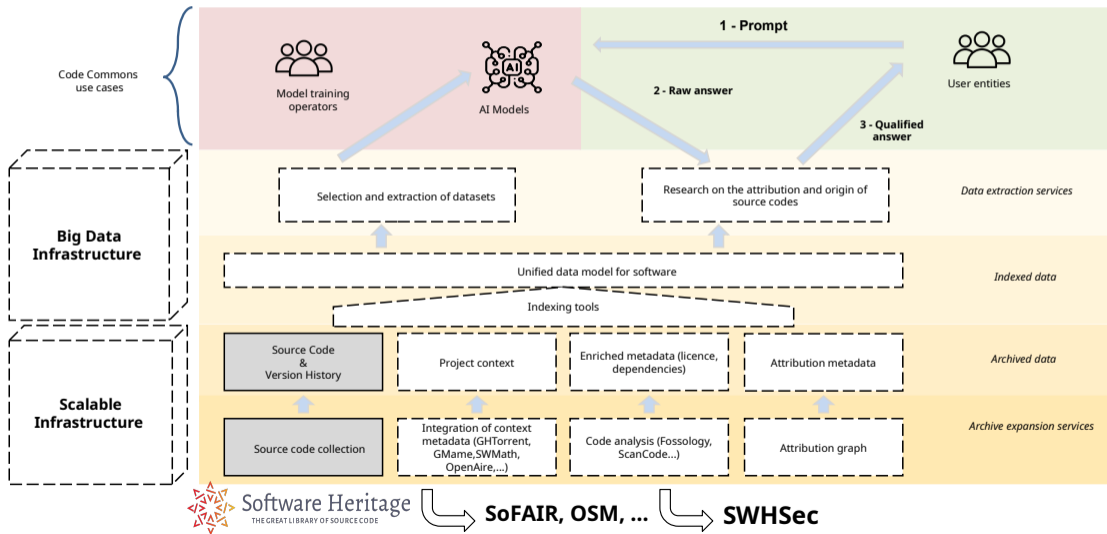 1 - Prompt
Code Commons
use cases
Model training
operators
AI
AI Models
User entities
2 - Raw answer
3 - Qualified
answer
Selection and extraction of datasets
Research on the attribution and origin of
source codes
Data extraction services
Big Data
Infrastructure
Unified data model for software
Indexed data
Indexing tools
Source Code
&
Version History
Project context
Enriched metadata (licence,
dependencies)
Attribution metadata
Archived data
Scalable
Infrastructure
Source code collection
Integration of context
metadata (GHTorrent,
GMame,SWMath,
OpenAire,...)
Code analysis (Fossology,
ScanCode...)
Attribution graph
Archive expansion services
Software Heritage
THE GREAT LIBRARY OF SOURCE CODE
SoFAIR, OSM, ...
SWHSec